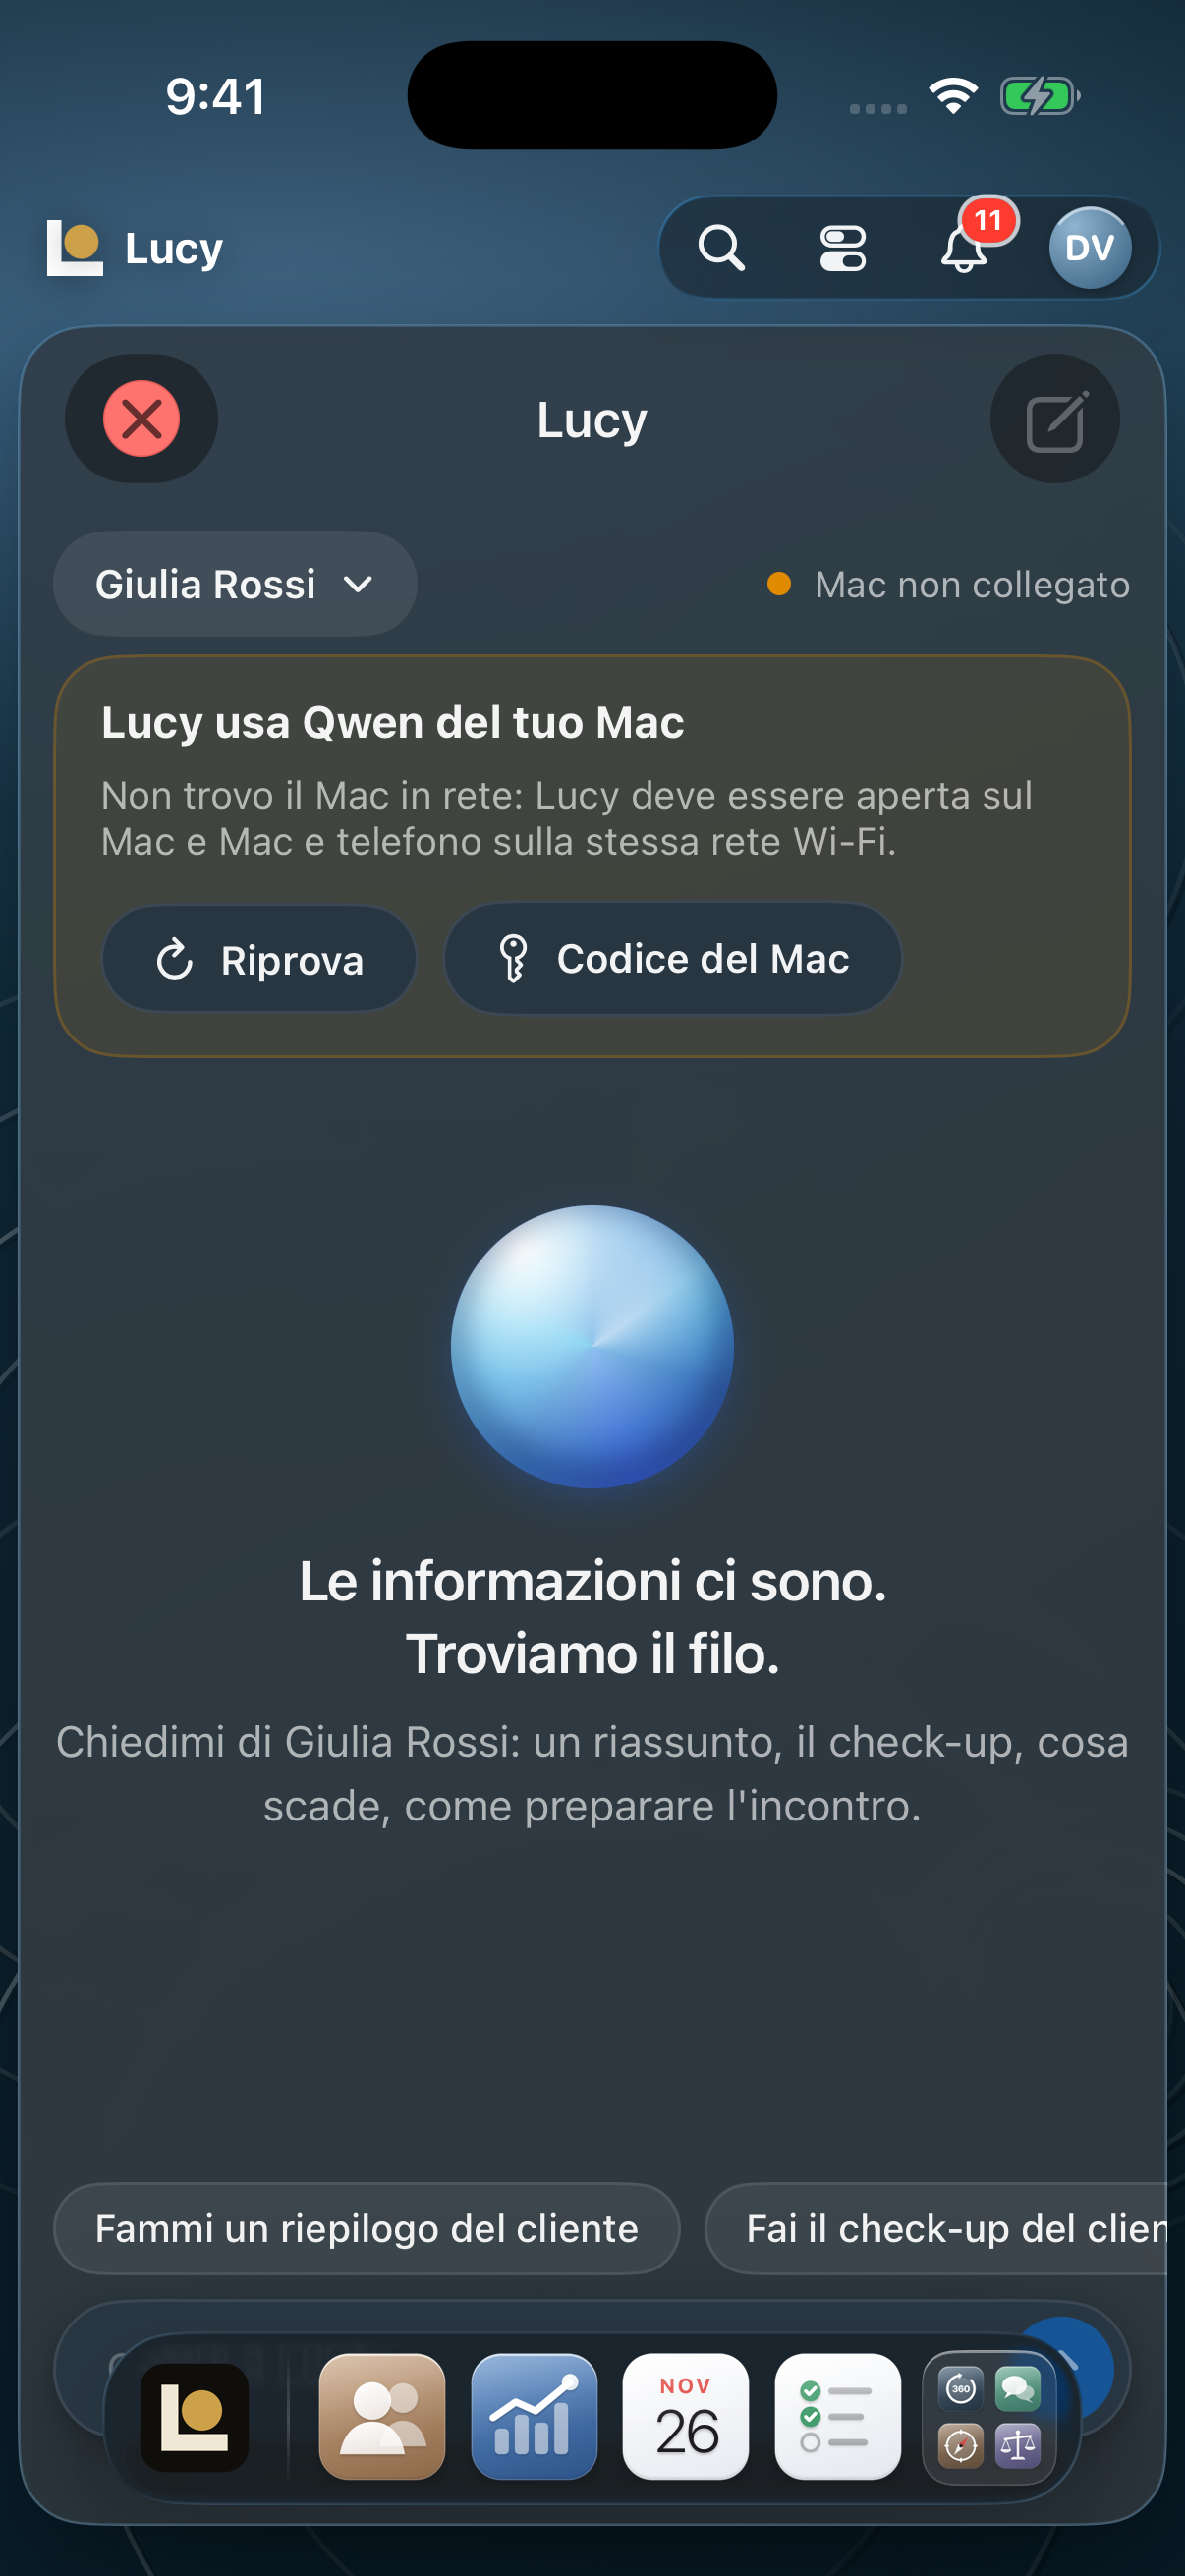 9:41
Lucy
11
DV
Lucy
Giulia Rossi
Mac non collegato
Lucy usa Qwen del tuo Mac
Non trovo il Mac in rete: Lucy deve essere aperta sul
Mac e Mac e telefono sulla stessa rete Wi-Fi.
Riprova
Codice del Mac
Le informazioni ci sono.
Troviamo il filo.
Chiedimi di Giulia Rossi: un riassunto, il check-up, cosa
scade, come preparare l'incontro.
Fammi un riepilogo del cliente
Fai il check-up del clien
NOV
26
360